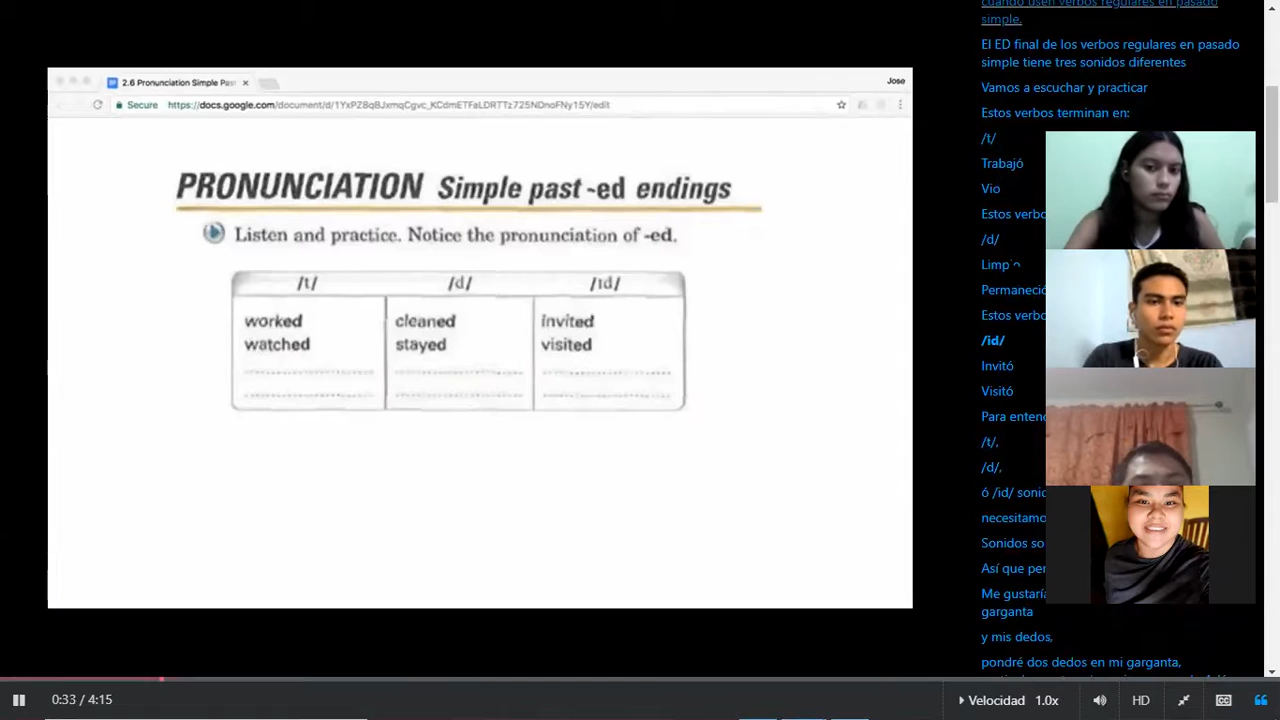 2.6 Pronunciation Simple Pas
Jose
Secure https://docs.google.com/document/d/1YxPZ8qBJxmqCgvc_KCdmETFaLDRTTz725NDnoFNy15Y/edit
PRONUNCIATION Simple past -ed endings
Listen and practice. Notice the pronunciation of -ed.
/t/ /d/ /ɪd/
worked cleaned invited
watched stayed visited
cuando usen verbos regulares en pasado
simple.
El ED final de los verbos regulares en pasado
simple tiene tres sonidos diferentes
Vamos a escuchar y practicar
Estos verbos terminan en:
/t/
Trabajó
Vio
Estos verbo
/d/
Limpio
Permaneció
Estos verbo
/id/
Invitó
Visitó
Para entend
/t/,
/d/,
ó /id/ sonid
necesitamo
Sonidos so
Así que per
Me gustaría
garganta
y mis dedos,
pondré dos dedos en mi garganta,
0:33 / 4:15
Velocidad 1.0x
HD